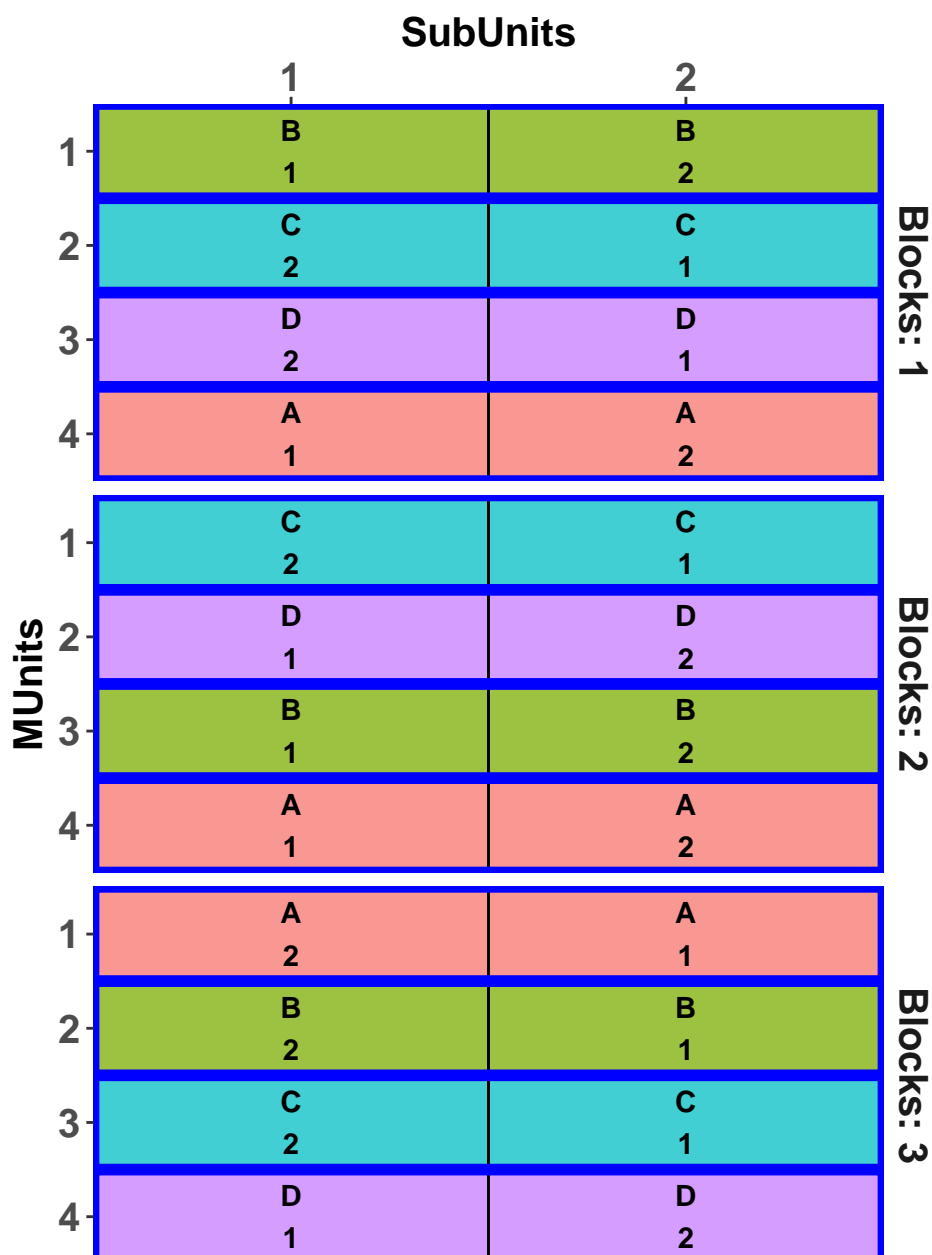 SubUnits
1 2
B B
1 1 2
C C
2 2 1
D D
3 2 1
A A
4 1 2
Blocks: 1
MUnits
C C
1 2 1
D D
2 1 2
B B
3 1 2
A A
4 1 2
Blocks: 2
A A
1 2 1
B B
2 2 1
C C
3 2 1
D D
4 1 2
Blocks: 3